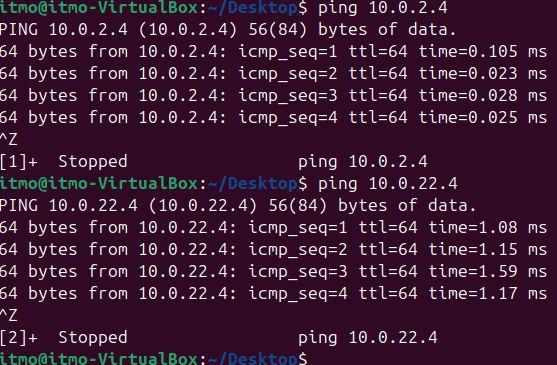 itmo@itmo-VirtualBox:~/Desktop$ ping 10.0.2.4
PING 10.0.2.4 (10.0.2.4) 56(84) bytes of data.
64 bytes from 10.0.2.4: icmp_seq=1 ttl=64 time=0.105 ms
64 bytes from 10.0.2.4: icmp_seq=2 ttl=64 time=0.023 ms
64 bytes from 10.0.2.4: icmp_seq=3 ttl=64 time=0.028 ms
64 bytes from 10.0.2.4: icmp_seq=4 ttl=64 time=0.025 ms
^Z
[1]+  Stopped                 ping 10.0.2.4
itmo@itmo-VirtualBox:~/Desktop$ ping 10.0.22.4
PING 10.0.22.4 (10.0.22.4) 56(84) bytes of data.
64 bytes from 10.0.22.4: icmp_seq=1 ttl=64 time=1.08 ms
64 bytes from 10.0.22.4: icmp_seq=2 ttl=64 time=1.15 ms
64 bytes from 10.0.22.4: icmp_seq=3 ttl=64 time=1.59 ms
64 bytes from 10.0.22.4: icmp_seq=4 ttl=64 time=1.17 ms
^Z
[2]+  Stopped                 ping 10.0.22.4
itmo@itmo-VirtualBox:~/Desktop$